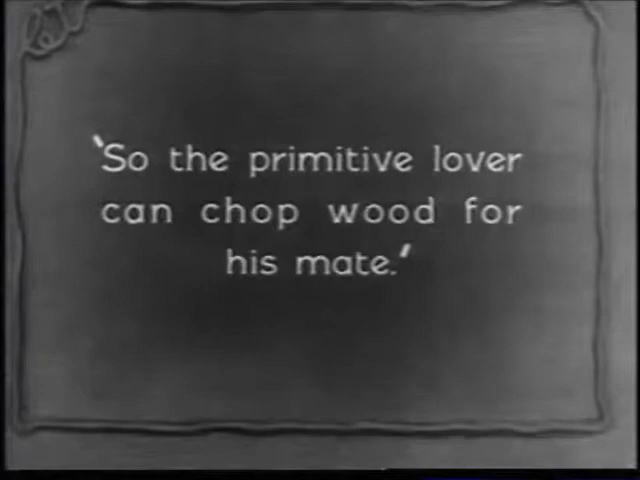 ‛So the primitive lover
can chop wood for
his mate.′